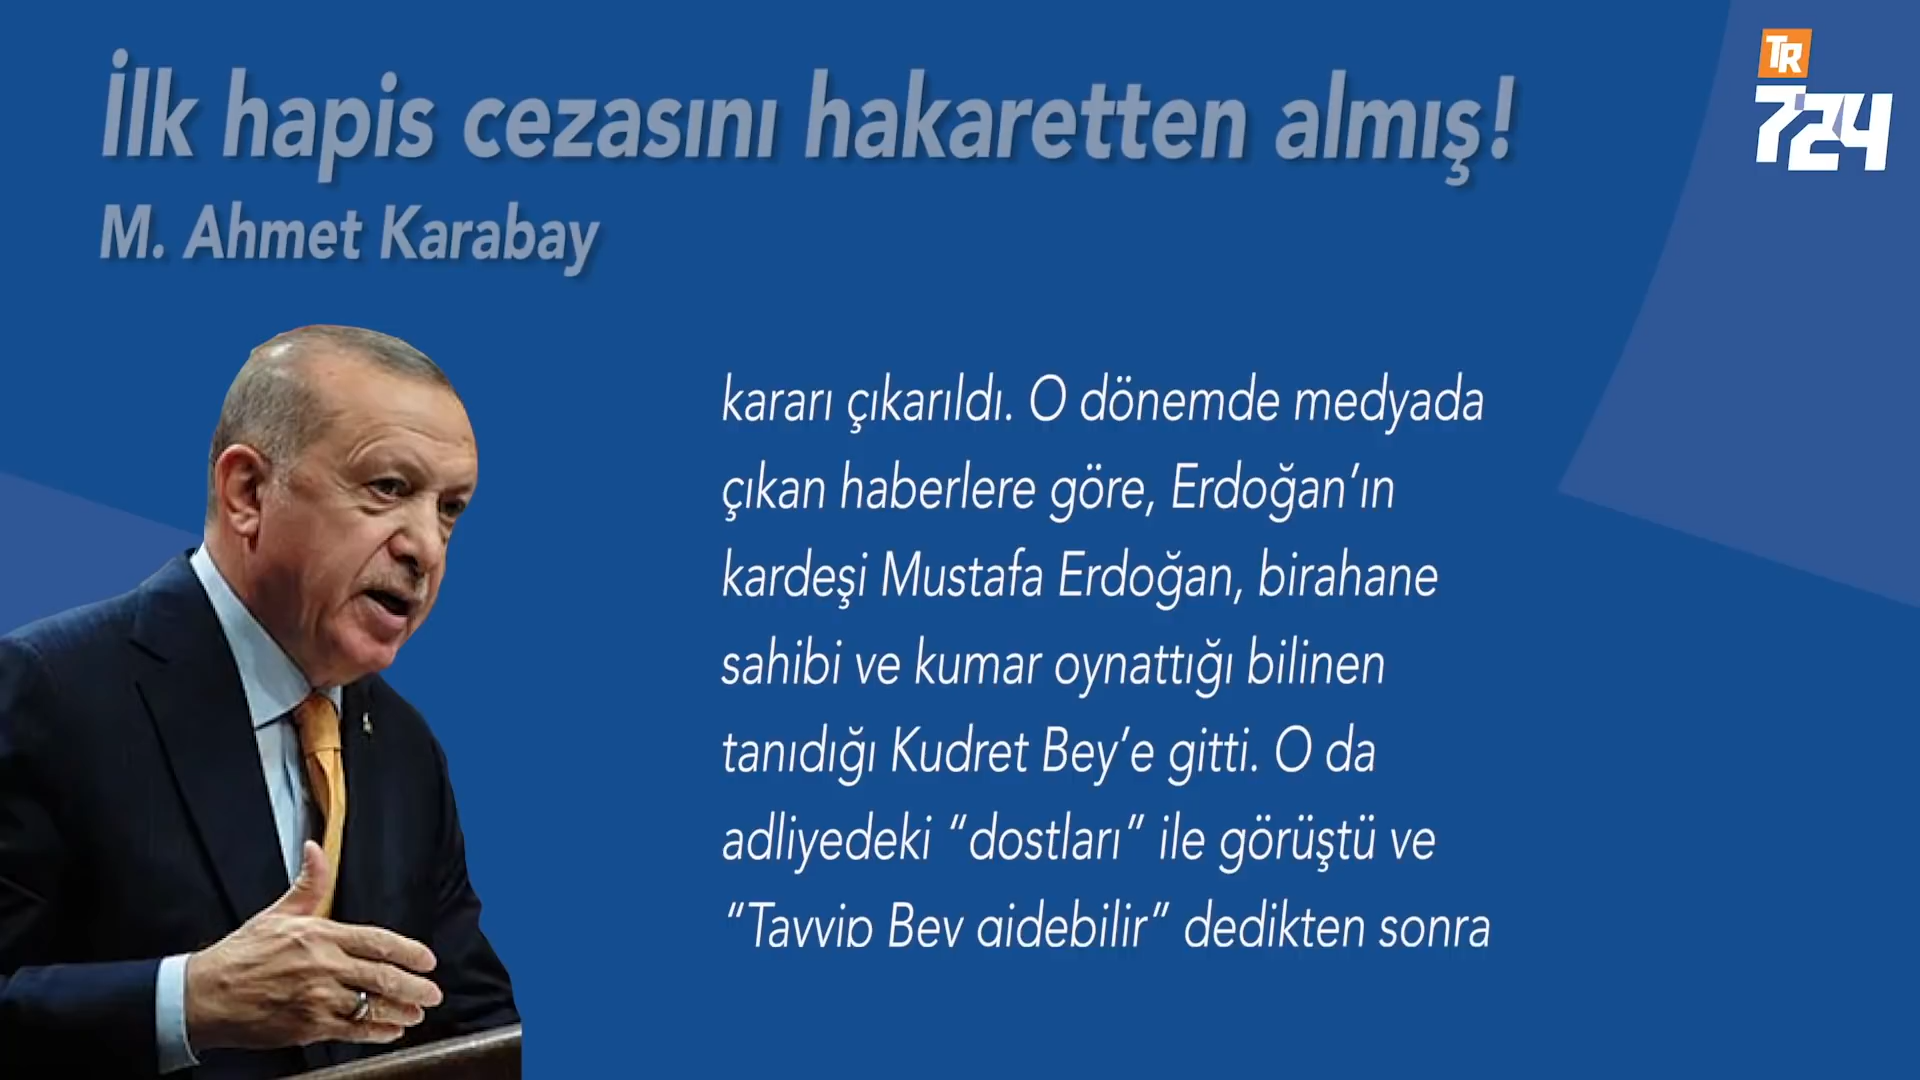 İlk hapis cezasını hakaretten almış!
M. Ahmet Karabay
TR
724
kararı çıkarıldı. O dönemde medyada
çıkan haberlere göre, Erdoğan’ın
kardeşi Mustafa Erdoğan, birahane
sahibi ve kumar oynattığı bilinen
tanıdığı Kudret Bey’e gitti. O da
adliyedeki “dostları” ile görüştü ve
“Tayyip Bey gidebilir” dedikten sonra